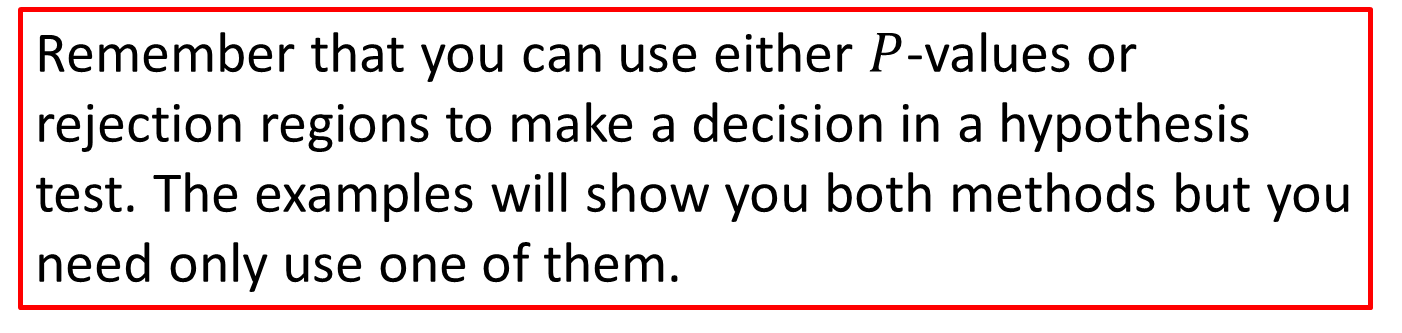 Remember that you can use either P-values or
rejection regions to make a decision in a hypothesis
test. The examples will show you both methods but you
need only use one of them.